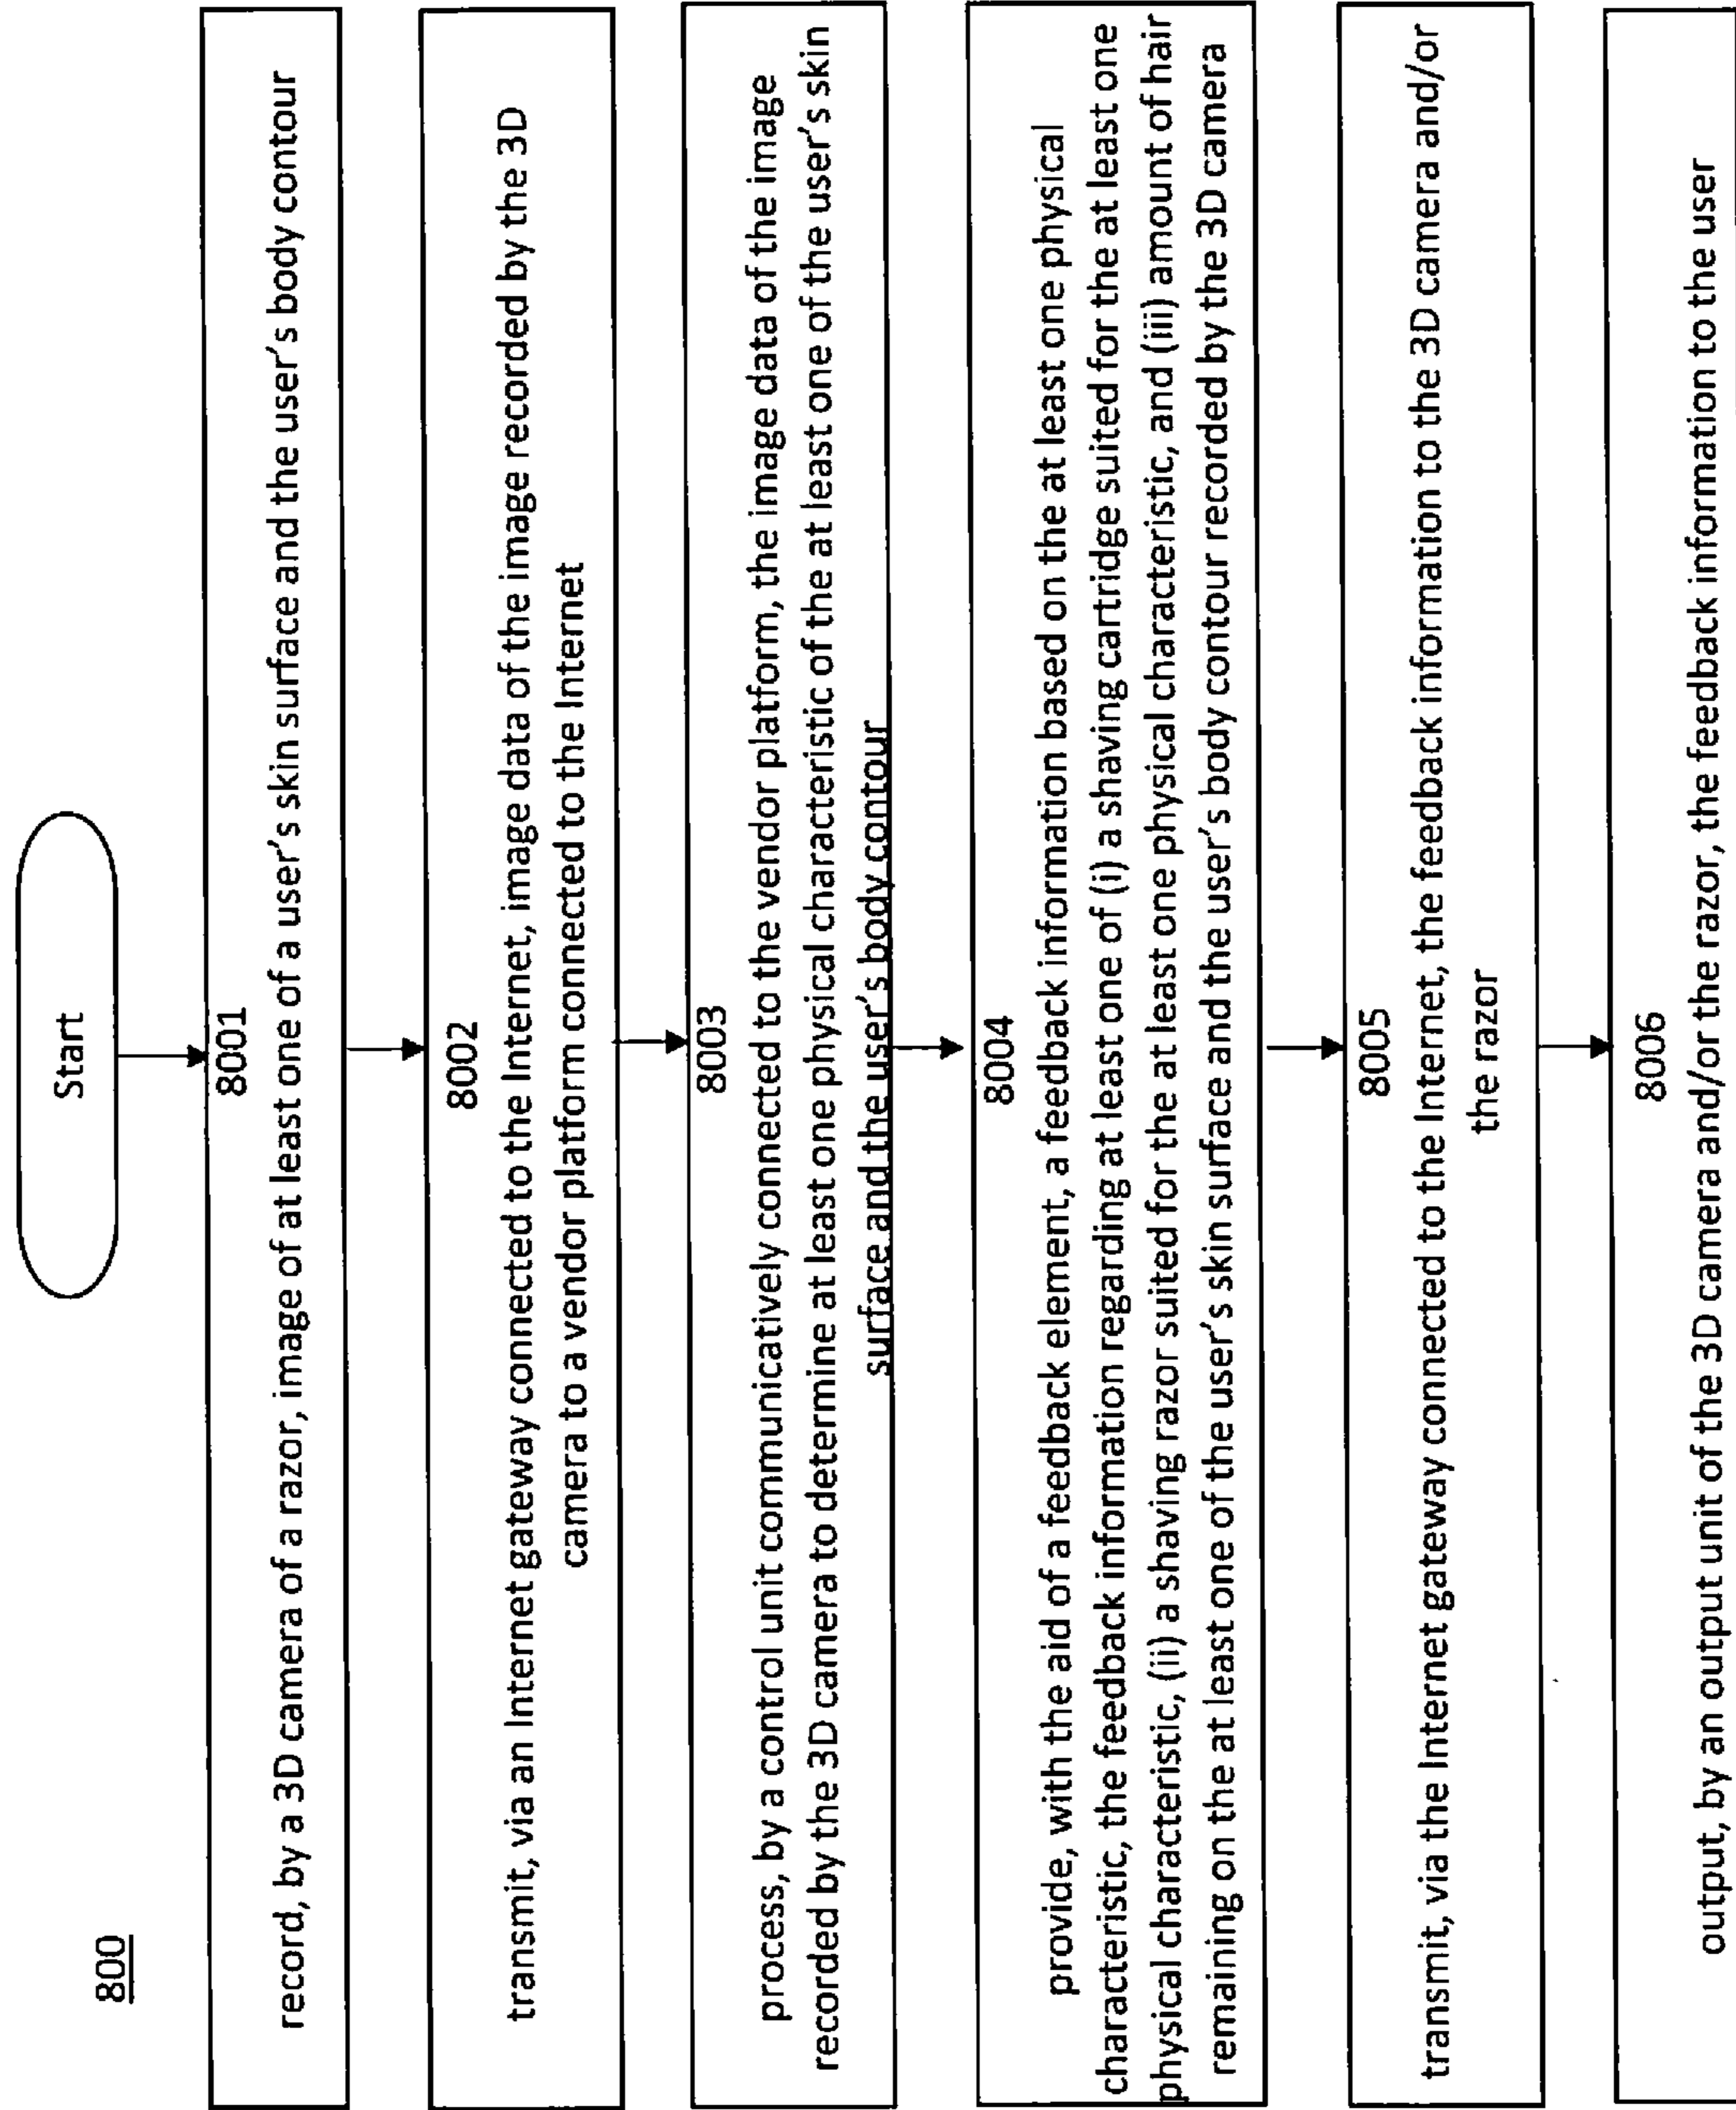 800
Start
8001
record, by a 3D camera of a razor, image of at least one of a user's skin surface and the user's body contour
8002
transmit, via an Internet gateway connected to the Internet, image data of the image recorded by the 3D
camera to a vendor platform connected to the Internet
8003
process, by a control unit communicatively connected to the vendor platform, the image data of the image
recorded by the 3D camera to determine at least one physical characteristic of the at least one of the user's skin
surface and the user's body contour
8004
provide, with the aid of a feedback element, a feedback information based on the at least one physical
characteristic, the feedback information regarding at least one of (i) a shaving cartridge suited for the at least one
physical characteristic, (ii) a shaving razor suited for the at least one physical characteristic, and (iii) amount of hair
remaining on the at least one of the user's skin surface and the user's body contour recorded by the 3D camera
8005
transmit, via the Internet gateway connected to the Internet, the feedback information to the 3D camera and/or
the razor
8006
output, by an output unit of the 3D camera and/or the razor, the feedback information to the user